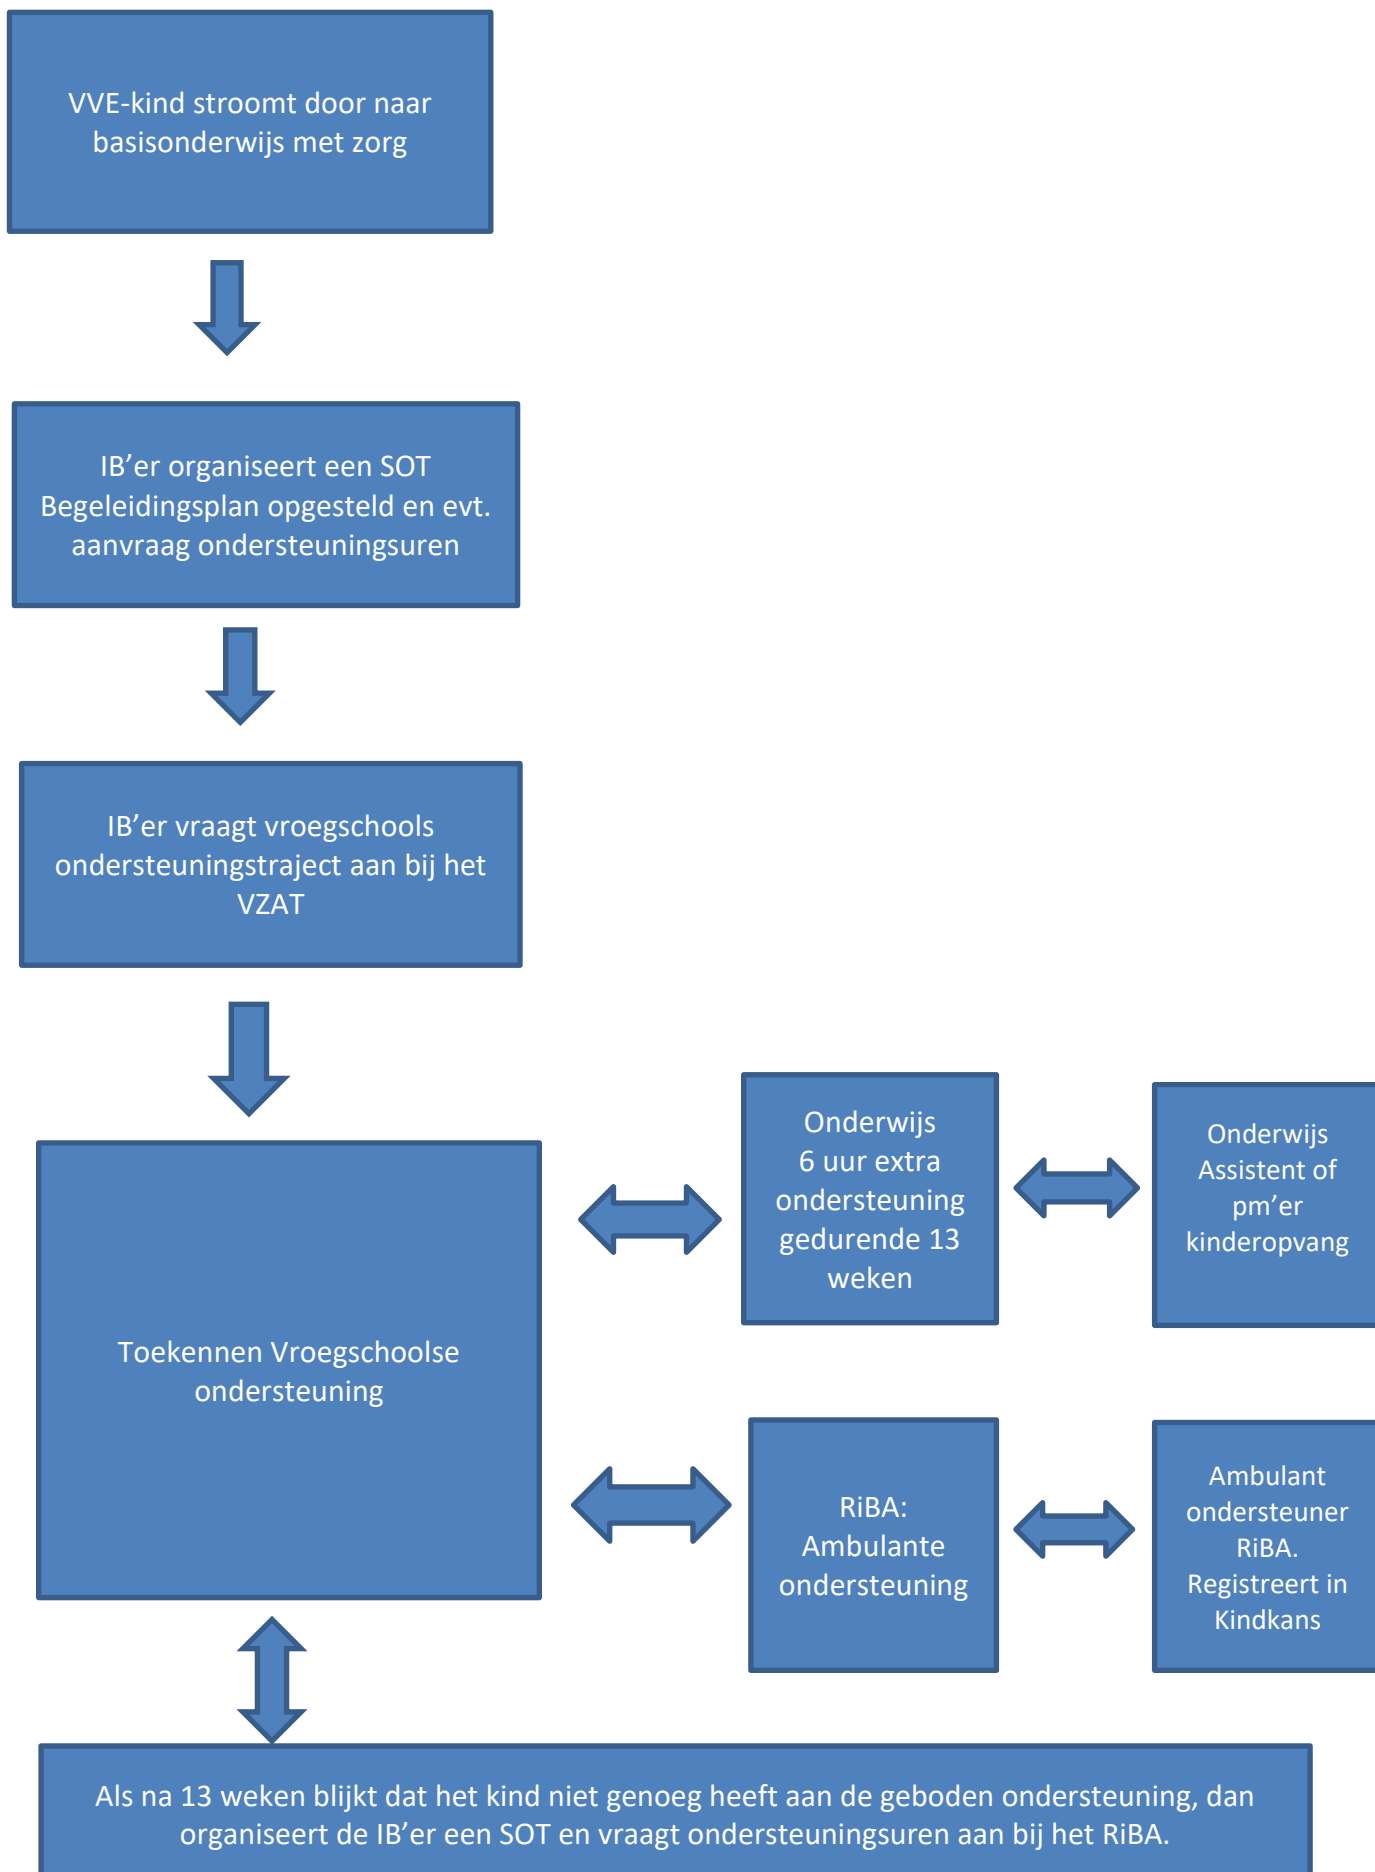 VVE-kind stroomt door naar
basisonderwijs met zorg
IB’er organiseert een SOT
Begeleidingsplan opgesteld en evt.
aanvraag ondersteuningsuren
IB’er vraagt vroegschools
ondersteuningstraject aan bij het
VZAT
Toekennen Vroegschoolse
ondersteuning
Onderwijs
6 uur extra
ondersteuning
gedurende 13
weken
Onderwijs
Assistent of
pm’er
kinderopvang
RiBA:
Ambulante
ondersteuning
Ambulant
ondersteuner
RiBA.
Registreert in
Kindkans
Als na 13 weken blijkt dat het kind niet genoeg heeft aan de geboden ondersteuning, dan
organiseert de IB’er een SOT en vraagt ondersteuningsuren aan bij het RiBA.